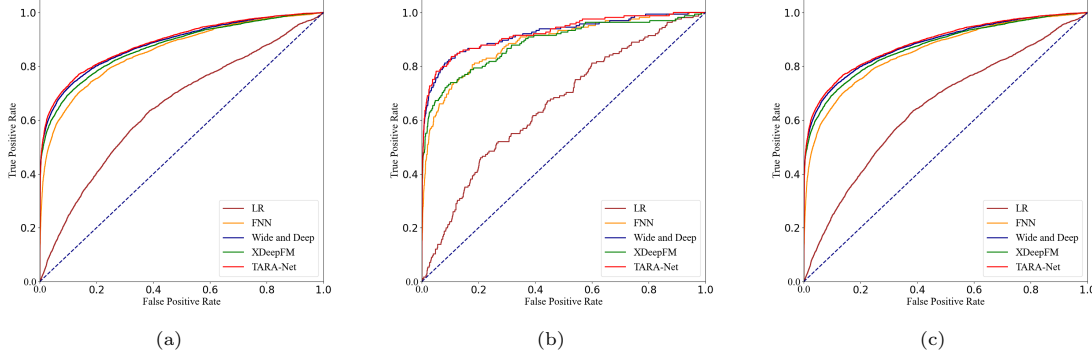 1.0
0.8
0.6
0.4
0.2
0.0
True Positive Rate
LR
FNN
Wide and Deep
XDeepFM
TARA-Net
0.0 0.2 0.4 0.6 0.8 1.0
False Positive Rate
(a)
1.0
0.8
0.6
0.4
0.2
0.0
True Positive Rate
LR
FNN
Wide and Deep
XDeepFM
TARA-Net
0.0 0.2 0.4 0.6 0.8 1.0
False Positive Rate
(b)
1.0
0.8
0.6
0.4
0.2
0.0
True Positive Rate
LR
FNN
Wide and Deep
XDeepFM
TARA-Net
0.0 0.2 0.4 0.6 0.8 1.0
False Positive Rate
(c)